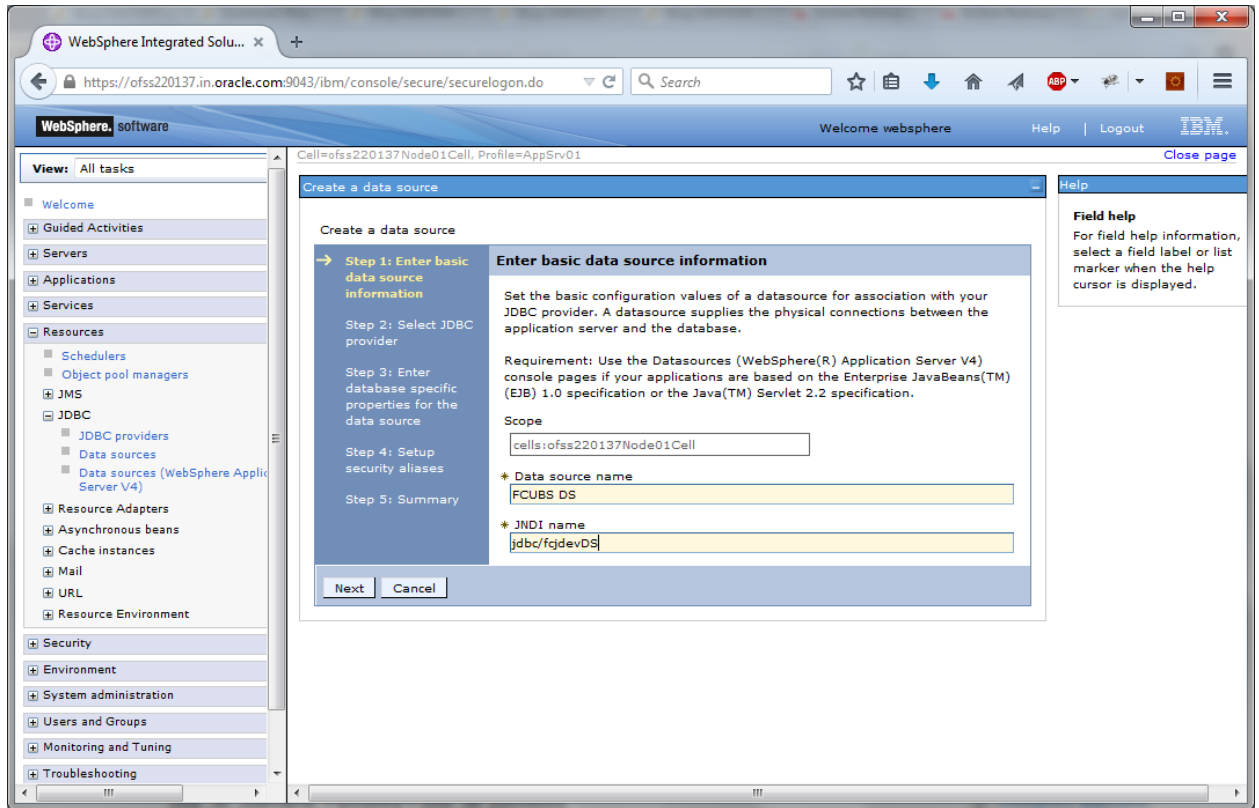 WebSphere Integrated Solu...
https://ofss220137.in.oracle.com:9043/ibm/console/secure/securelogon.do
Search
ABP
WebSphere. software
Welcome websphere
Help | Logout
IBM.
View: All tasks
Welcome
Guided Activities
Servers
Applications
Services
Resources
Schedulers
Object pool managers
JMS
JDBC
JDBC providers
Data sources
Data sources (WebSphere Applic
Server V4)
Resource Adapters
Asynchronous beans
Cache instances
Mail
URL
Resource Environment
Security
Environment
System administration
Users and Groups
Monitoring and Tuning
Troubleshooting
Cell=ofss220137Node01Cell, Profile=AppSrv01
Close page
Create a data source
Create a data source
Step 1: Enter basic
data source
information
Step 2: Select JDBC
provider
Step 3: Enter
database specific
properties for the
data source
Step 4: Setup
security aliases
Step 5: Summary
Enter basic data source information
Set the basic configuration values of a datasource for association with your
JDBC provider. A datasource supplies the physical connections between the
application server and the database.
Requirement: Use the Datasources (WebSphere(R) Application Server V4)
console pages if your applications are based on the Enterprise JavaBeans(TM)
(EJB) 1.0 specification or the Java(TM) Servlet 2.2 specification.
Scope
cells:ofss220137Node01Cell
* Data source name
FCUBS DS
* JNDI name
jdbc/fcjdevDS
Next Cancel
Help
Field help
For field help information,
select a field label or list
marker when the help
cursor is displayed.